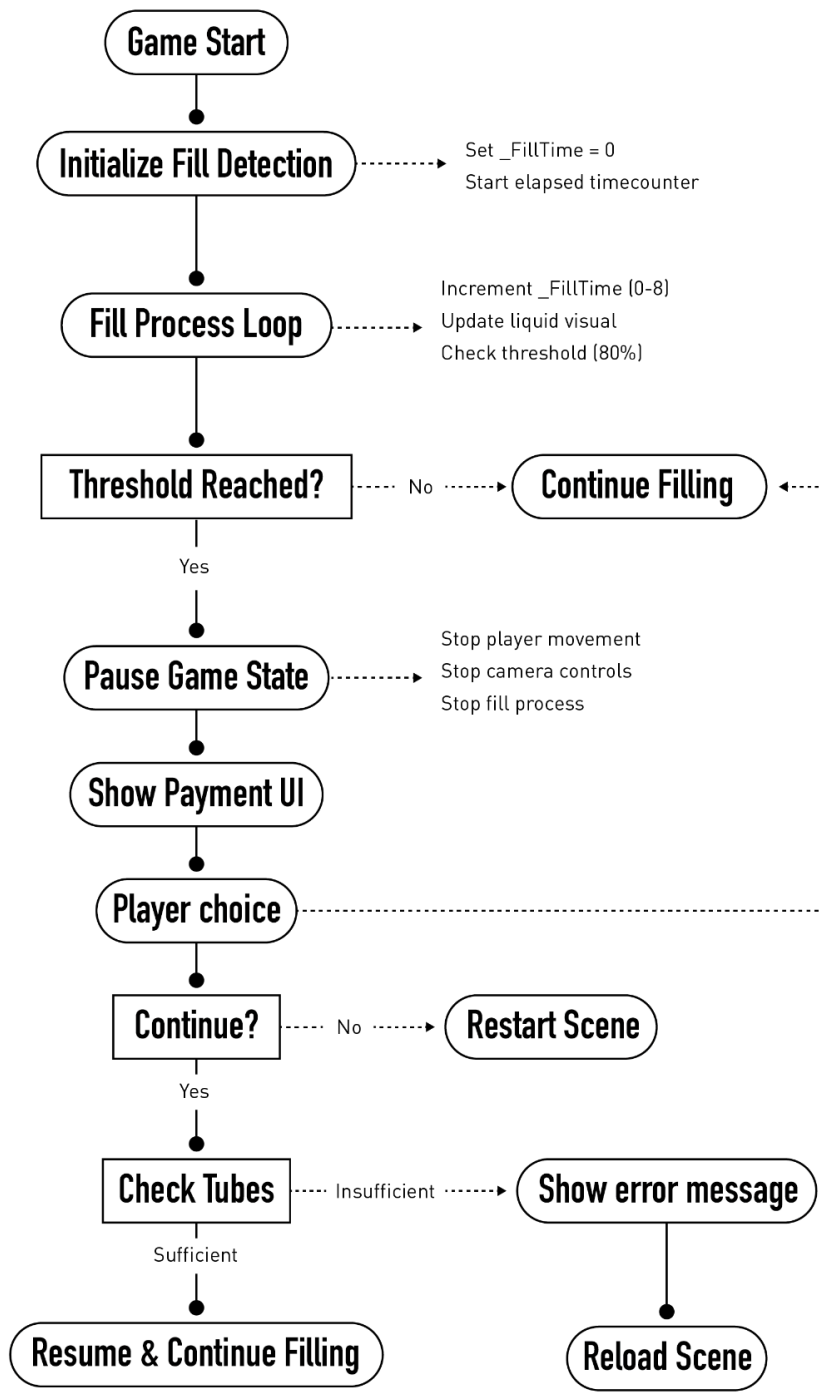 Game Start
Initialize Fill Detection
Set _FillTime = 0
Start elapsed timecounter
Fill Process Loop
Increment _FillTime (0-8)
Update liquid visual
Check threshold (80%)
Threshold Reached?
No
Continue Filling
Yes
Pause Game State
Stop player movement
Stop camera controls
Stop fill process
Show Payment UI
Player choice
Continue?
No
Restart Scene
Yes
Check Tubes
Insufficient
Show error message
Sufficient
Resume & Continue Filling
Reload Scene